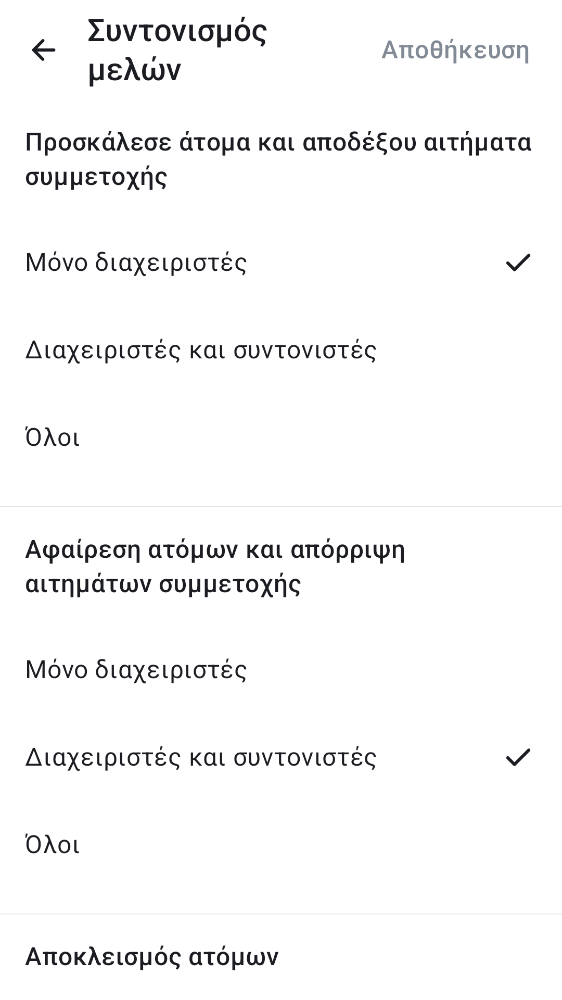 Συντονισμός
μελών
Αποθήκευση
Προσκάλεσε άτομα και αποδέξου αιτήματα
συμμετοχής
Μόνο διαχειριστές
Διαχειριστές και συντονιστές
Όλοι
Αφαίρεση ατόμων και απόρριψη
αιτημάτων συμμετοχής
Μόνο διαχειριστές
Διαχειριστές και συντονιστές
Όλοι
Αποκλεισμός ατόμων